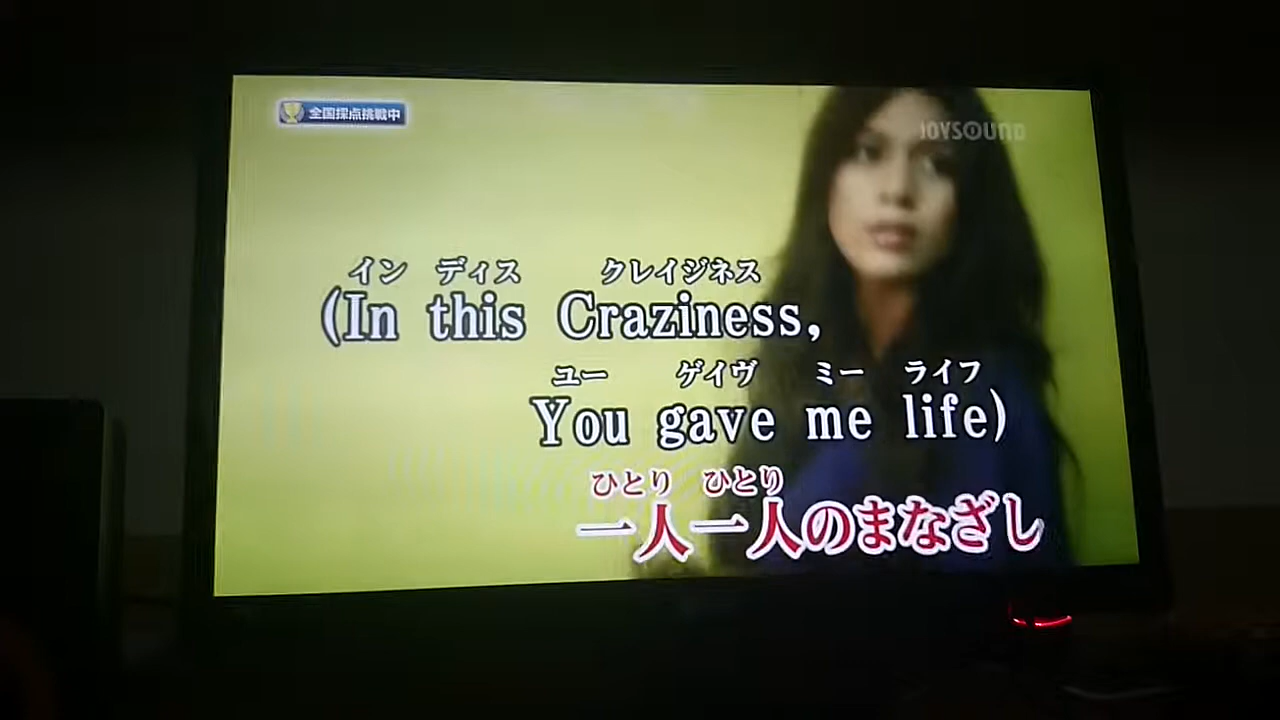 全国採点挑戦中
JOYSOUND
イン ディス クレイジネス
(In this Craziness,
ユー ゲイヴ ミー ライフ
You gave me life)
ひとり ひとり
一人一人のまなざし